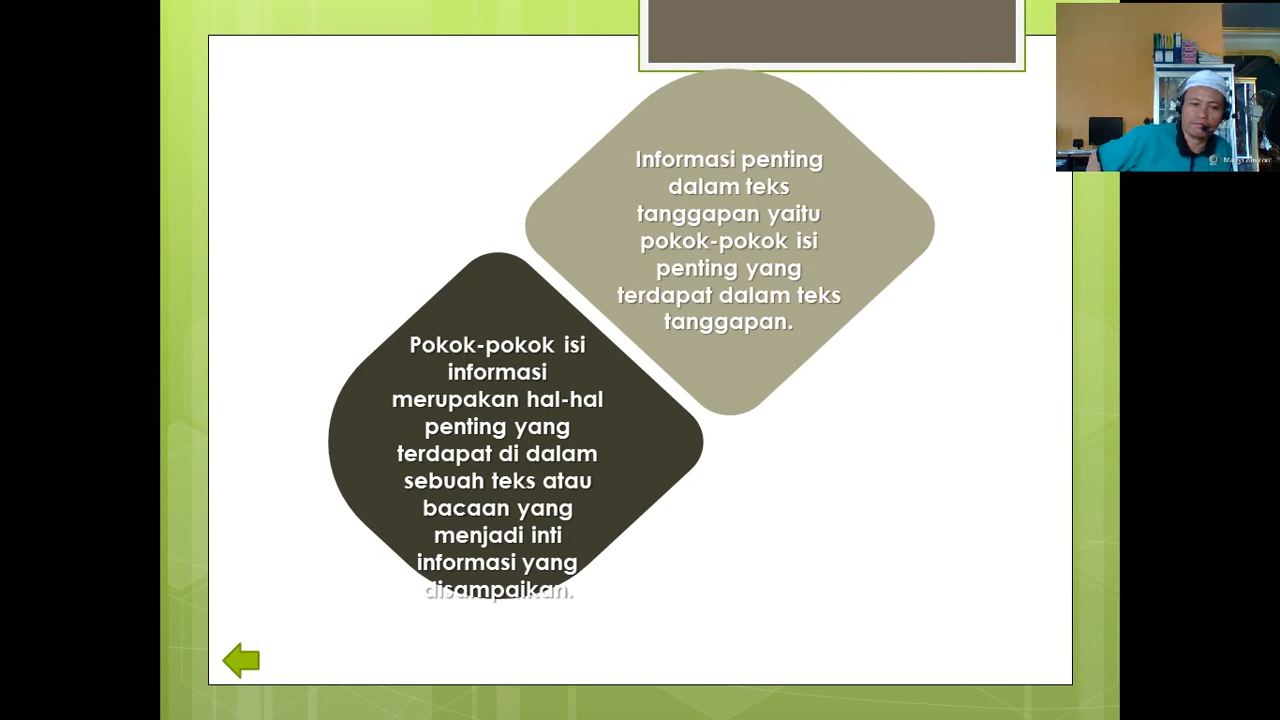 Informasi penting
dalam teks
tanggapan yaitu
pokok-pokok isi
penting yang
terdapat dalam teks
tanggapan.
Pokok-pokok isi
informasi
merupakan hal-hal
penting yang
terdapat di dalam
sebuah teks atau
bacaan yang
menjadi inti
informasi yang
disampaikan.